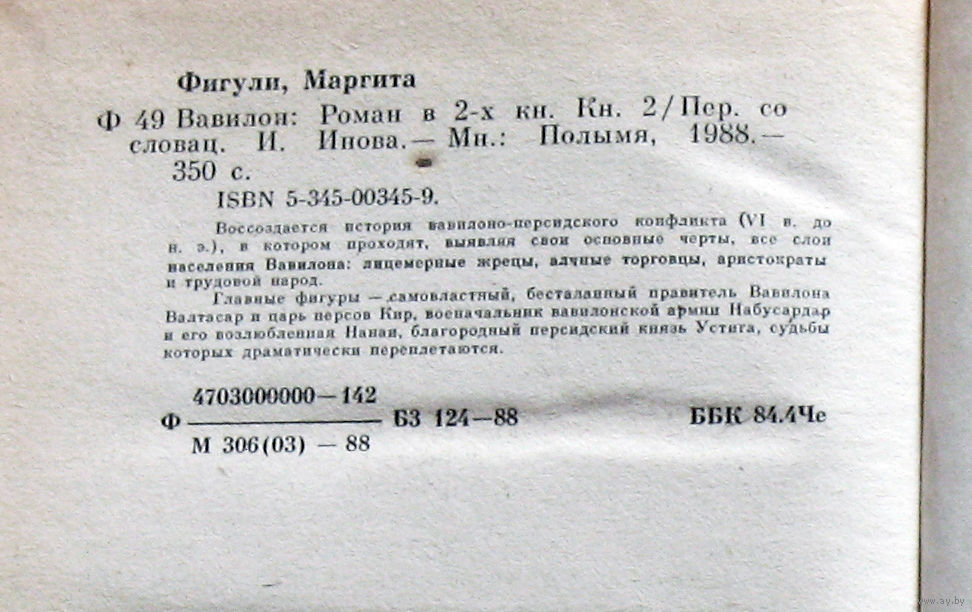 Фигули, Маргита
Ф 49 Вавилон: Роман в 2-х кн. Кн. 2/Пер. со
словац. И. Инова.— Мн.: Полымя, 1988.—
350 с.
ISBN 5-345-00345-9.
Воссоздается история вавилоно-персидского конфликта (VI в. до
н. э.), в котором проходят, выявляя свои основные черты, все слои
населения Вавилона: лицемерные жрецы, алчные торговцы, аристократы
и трудовой народ.
Главные фигуры — самовластный, бесталанный правитель Вавилона
Валтасар и царь персов Кир, военачальник вавилонской армии Набусардар
и его возлюбленная Нанаи, благородный персидский князь Устига, судьбы
которых драматически переплетаются.
4703000000—142
Ф ———— БЗ 124—88 ББК 84.4Че
М 306(03) — 88
www.ay.by